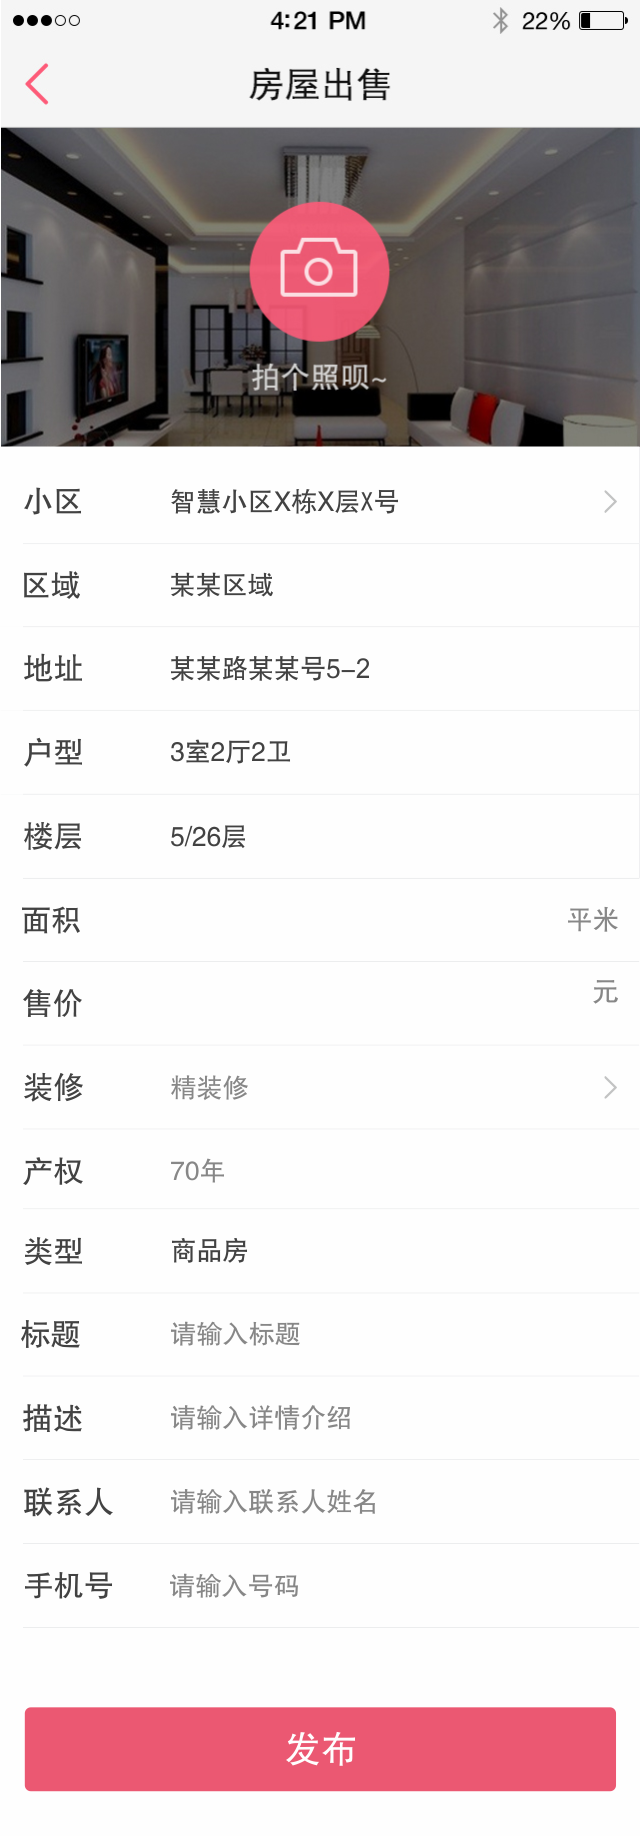 4:21 PM 22%
房屋出售
拍个照呗~
小区 智慧小区X栋X层X号
区域 某某区域
地址 某某路某某号5-2
户型 3室2厅2卫
楼层 5/26层
面积 平米
售价 元
装修 精装修
产权 70年
类型 商品房
标题 请输入标题
描述 请输入详情介绍
联系人 请输入联系人姓名
手机号 请输入号码
发布